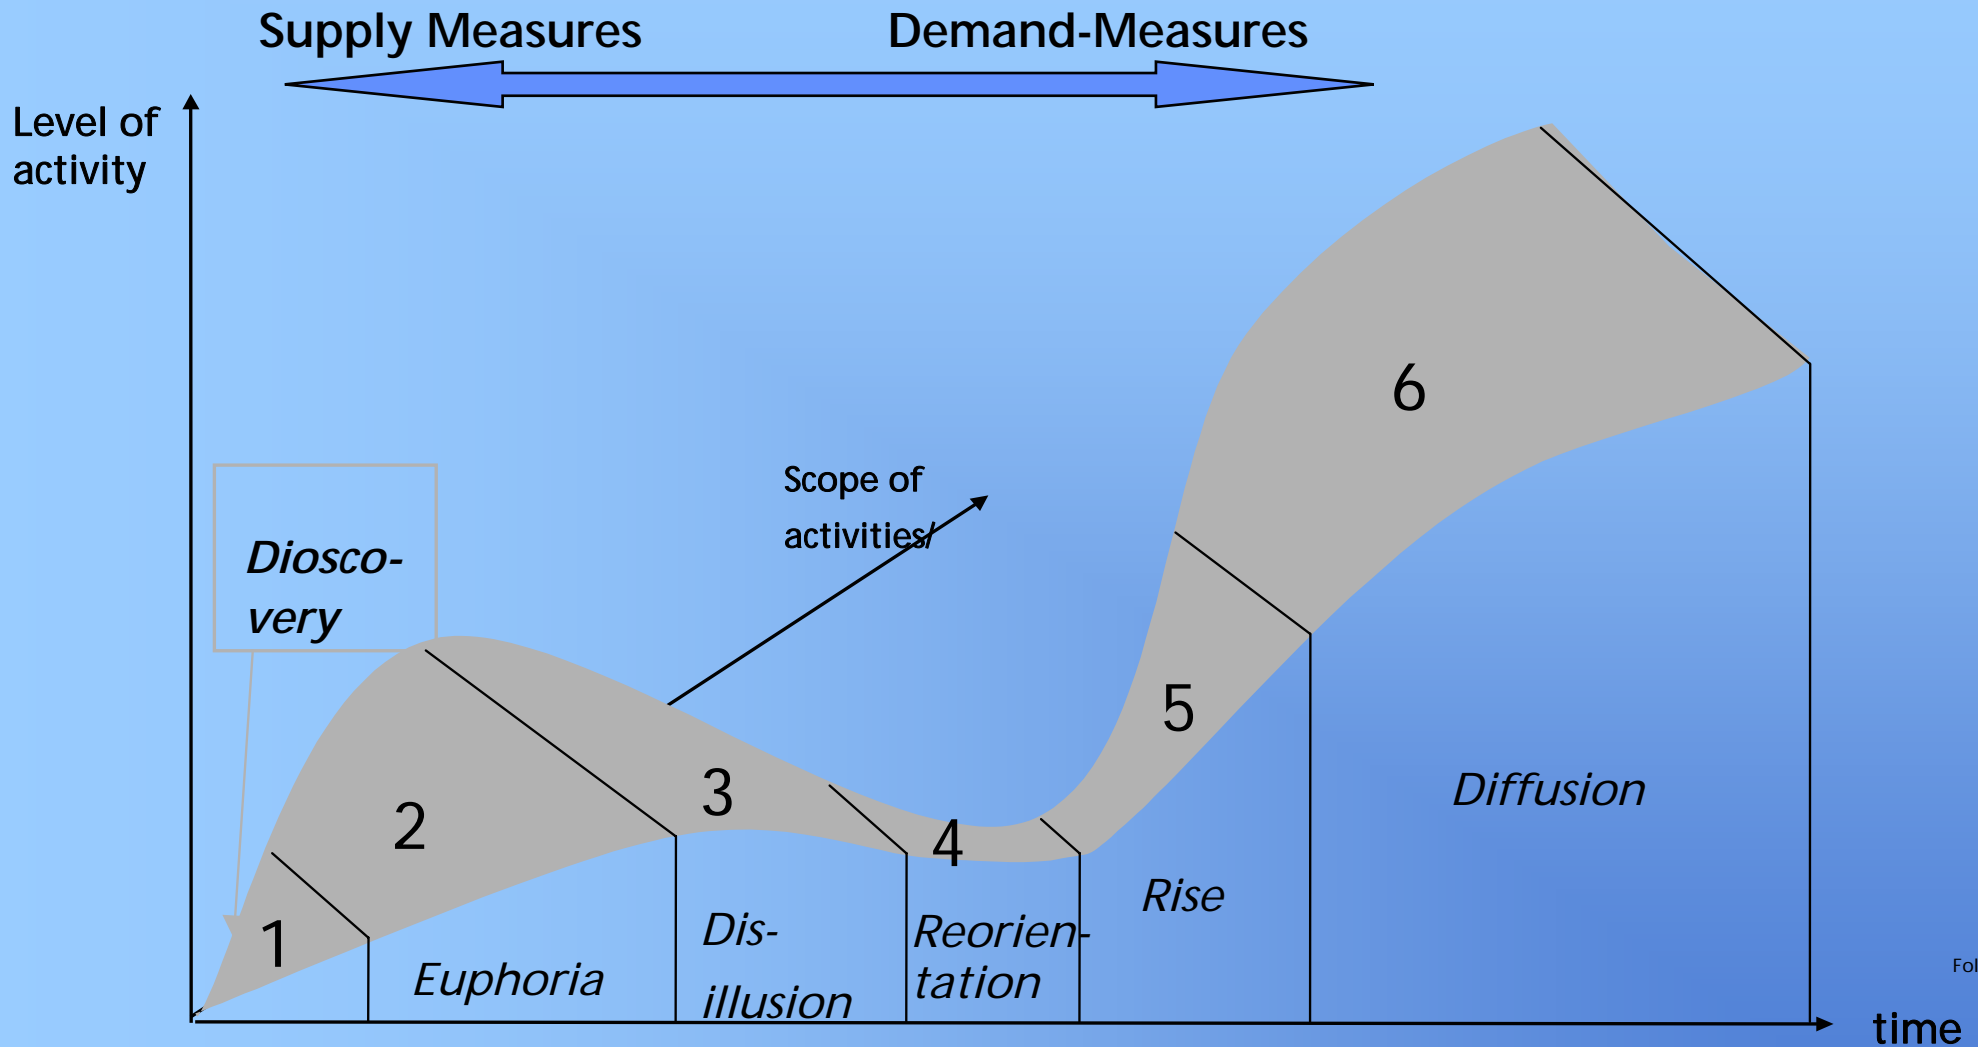 Supply Measures
Demand-Measures
Level of
activity
Scope of
activities/
Diosco-
very
6
5
3
2
4
1
Diffusion
Rise
Dis-
illusion
Reorien-
tation
Euphoria
Fol
time